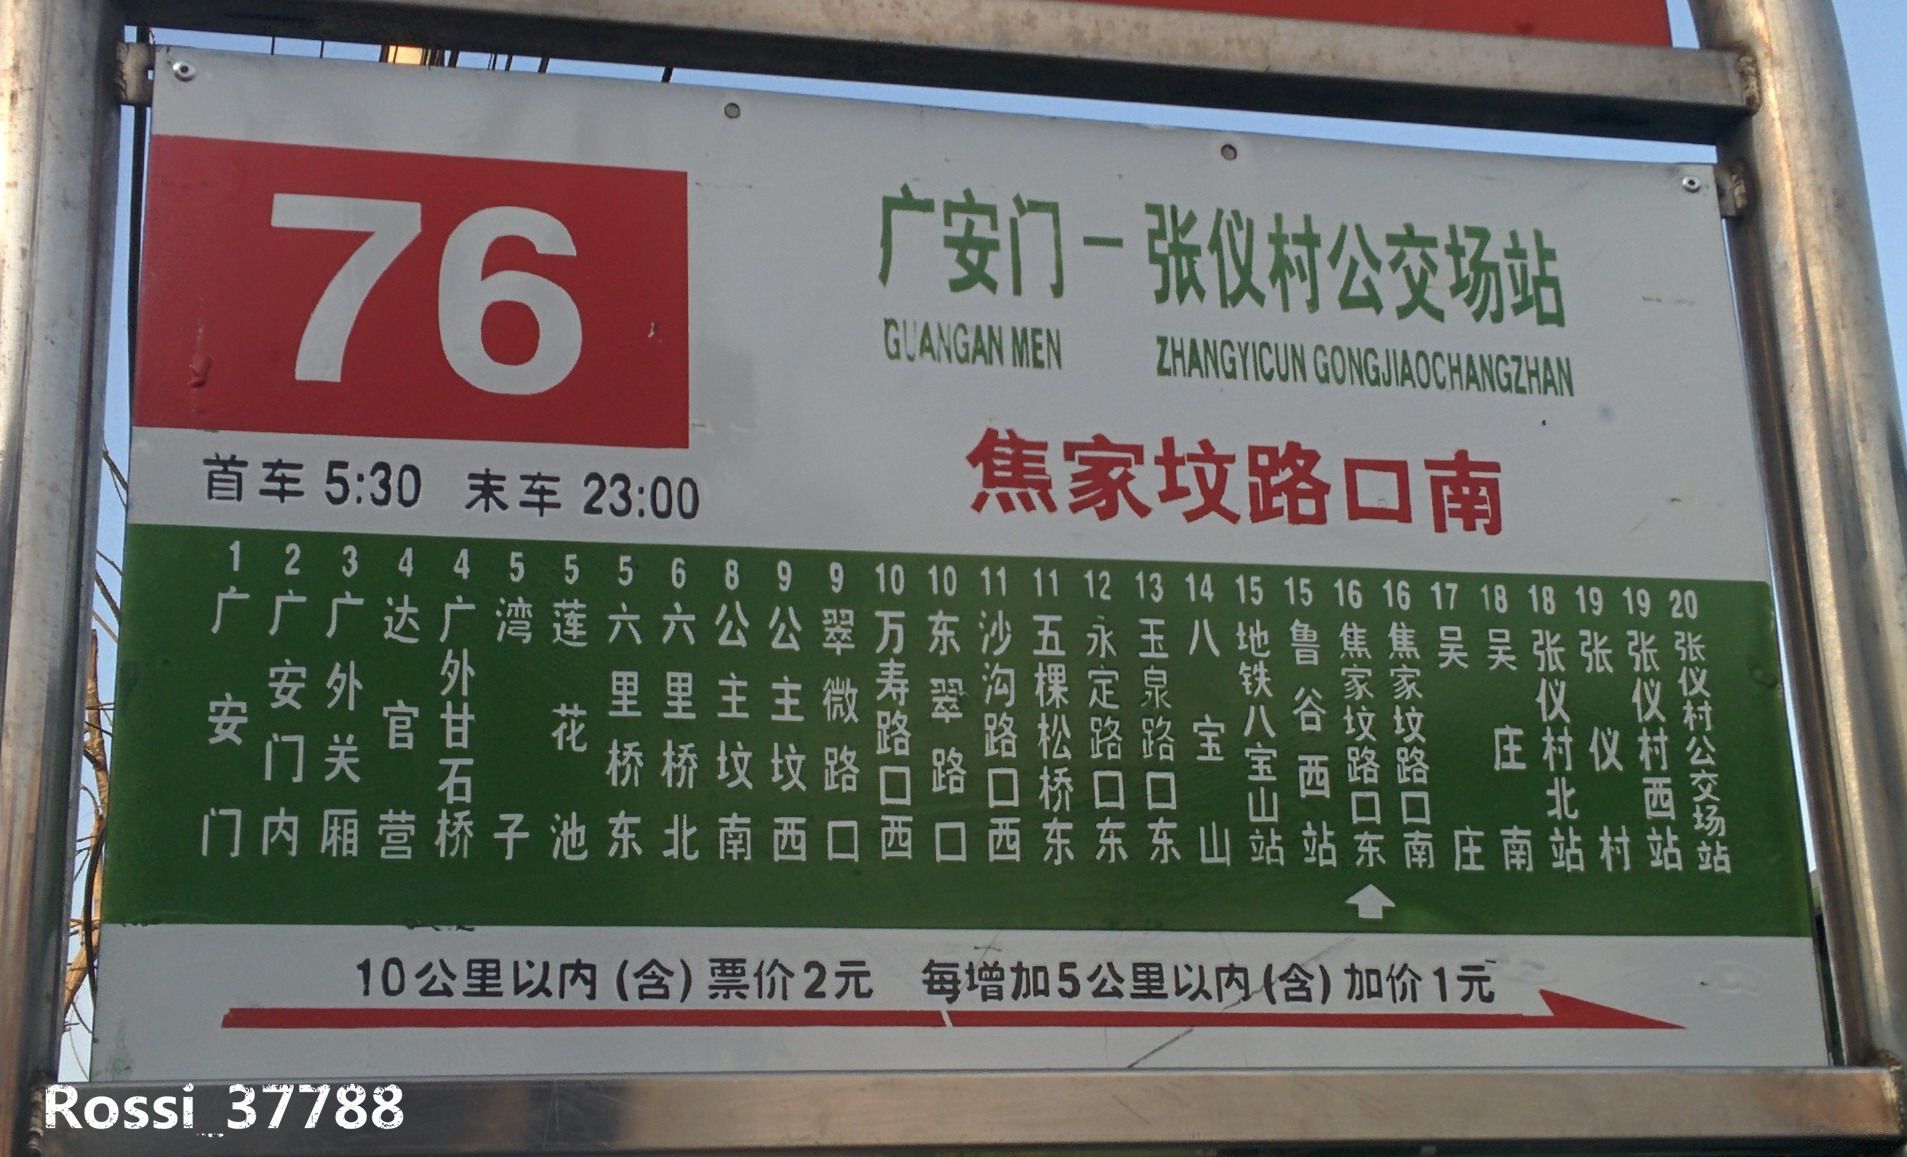 76
广安门－张仪村公交场站
GUANGAN MEN ZHANGYICUN GONGJIAOCHANGZHAN
焦家坟路口南
首车 5:30 末车 23:00
1 广安门
2 广安门内
3 广外关厢
4 达官营
4 广外甘石桥
5 湾子
5 莲花池
5 六里桥东
6 六里桥北
8 公主坟南
9 公主坟西
9 翠微路口
10 万寿路口西
10 东翠路口
11 沙沟路口西
11 五棵松桥东
12 永定路口东
13 玉泉路口东
14 八宝山
15 地铁八宝山站
15 鲁谷西站
16 焦家坟路口东
16 焦家坟路口南
17 吴庄
18 吴庄南
18 张仪村北站
19 张仪村
19 张仪村西站
20 张仪村公交场站
10公里以内(含)票价2元 每增加5公里以内(含)加价1元
Rossi_37788